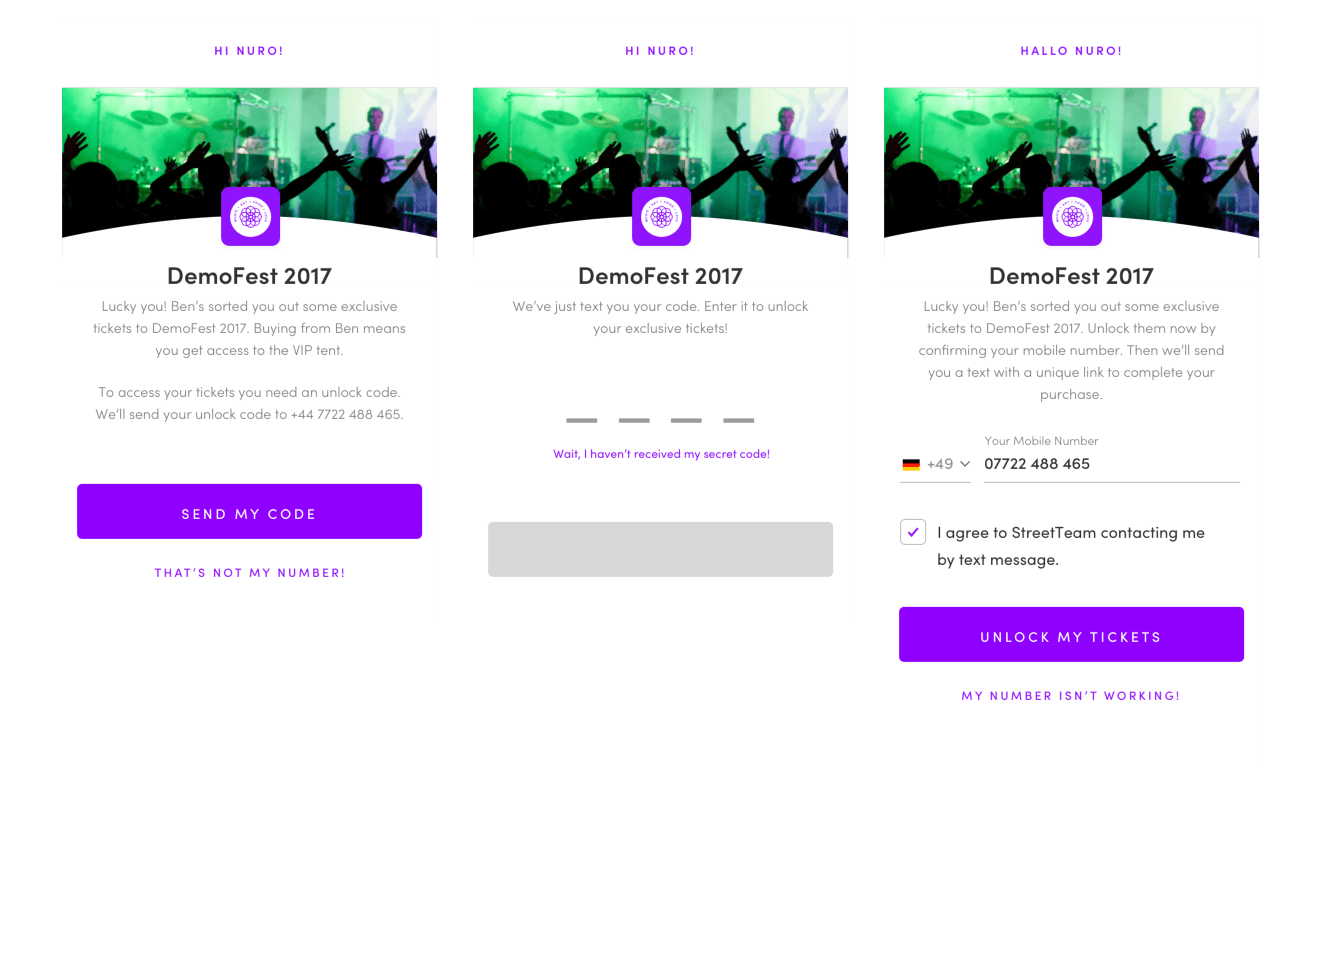 HI NURO!
DemoFest 2017
Lucky you! Ben's sorted you out some exclusive
tickets to DemoFest 2017. Buying from Ben means
you get access to the VIP tent.
To access your tickets you need an unlock code.
We'll send your unlock code to +44 7722 488 465.
SEND MY CODE
THAT'S NOT MY NUMBER!
HI NURO!
DemoFest 2017
We've just text you your code. Enter it to unlock
your exclusive tickets!
Wait, I haven't received my secret code!
HALLO NURO!
DemoFest 2017
Lucky you! Ben's sorted you out some exclusive
tickets to DemoFest 2017. Unlock them now by
confirming your mobile number. Then we'll send
you a text with a unique link to complete your
purchase.
Your Mobile Number
+49 07722 488 465
I agree to StreetTeam contacting me
by text message.
UNLOCK MY TICKETS
MY NUMBER ISN'T WORKING!